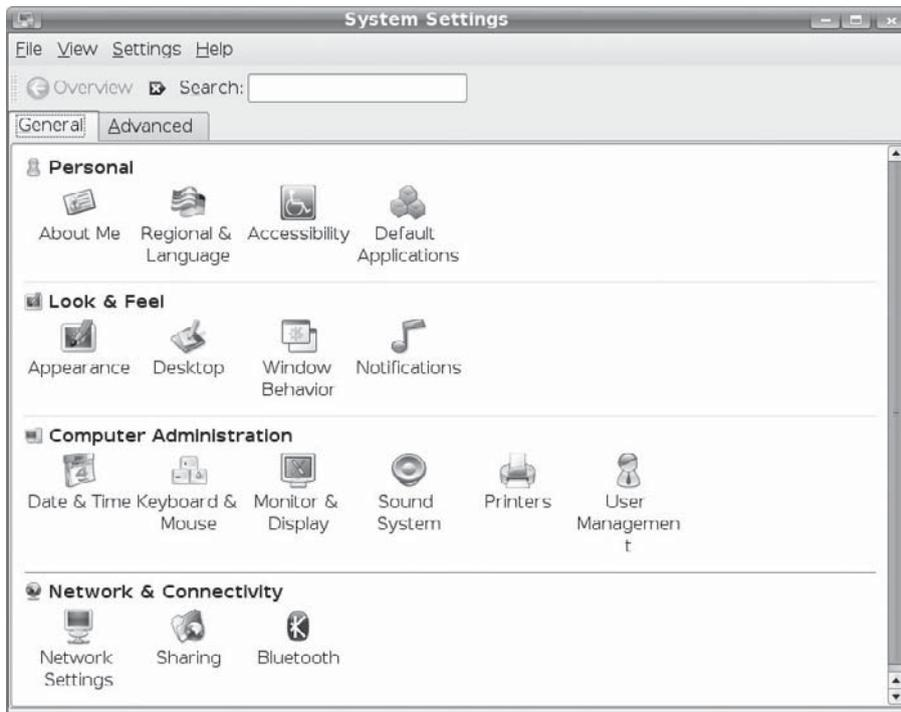 System Settings
File View Settings Help
Overview Search:
General Advanced
Personal
About Me Regional & Accessibility Default
Language Applications
Look & Feel
Appearance Desktop Window Notifications
Behavior
Computer Administration
Date & Time Keyboard & Monitor & Sound Printers User
Mouse Display System Managemen
t
Network & Connectivity
Network Sharing Bluetooth
Settings